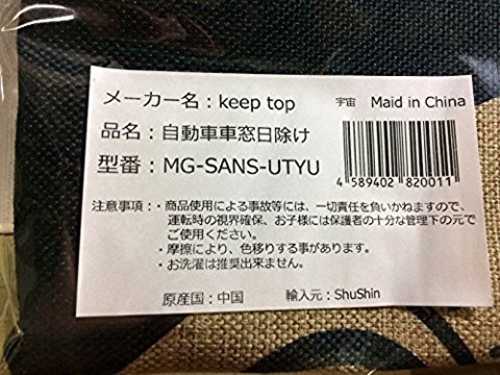 メーカー名：keep top
宇宙 Maid in China
品名：自動車車窓日除け
型番：MG-SANS-UTYU
4 589402 820011
注意事項：・商品使用による事故等には、一切責任を負いかねますので、
運転時の視界確保、お子様には保護者の十分な管理下の元で
ご使用ください。
・摩擦により、色移りする事があります。
・お洗濯は推奨出来ません。
原産国：中国 輸入元：ShuShin